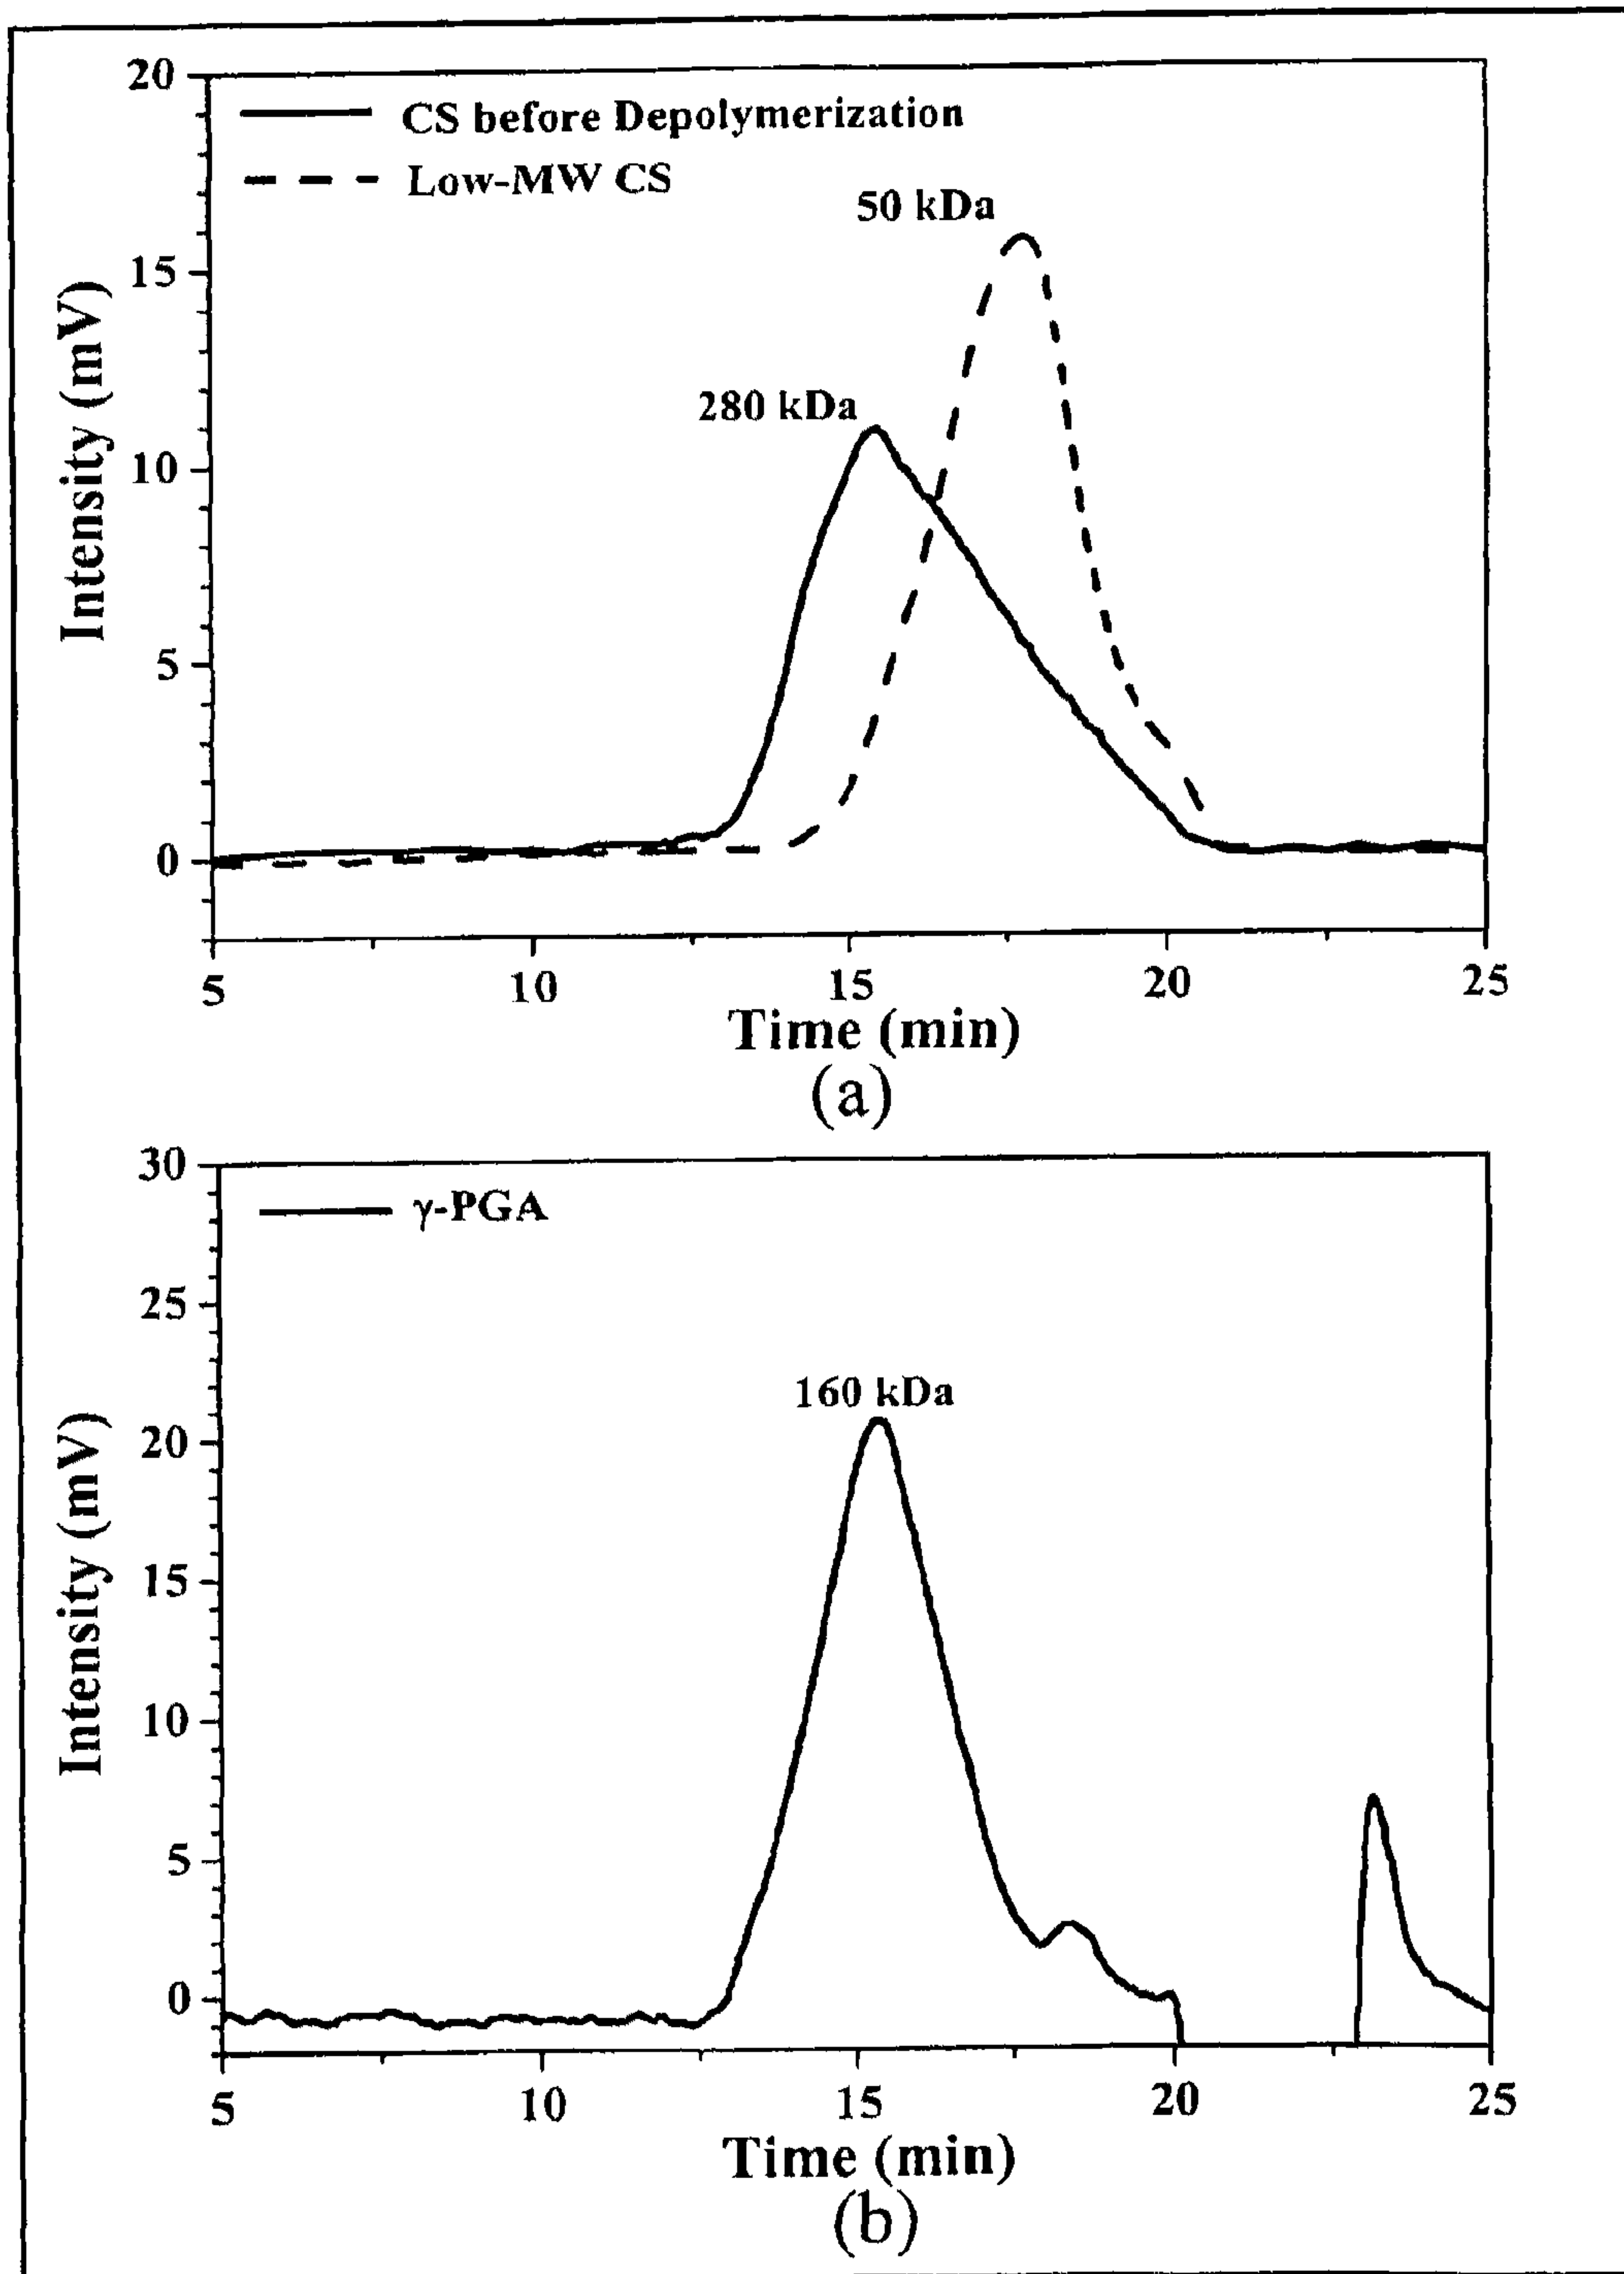 20
CS before Depolymerization
Low-MW CS
50 kDa
15
280 kDa
10
5
0
Intensity (mV)
5 10 15 20 25
Time (min)
(a)
30
γ-PGA
25
160 kDa
20
15
10
5
0
Intensity (mV)
5 10 15 20 25
Time (min)
(b)